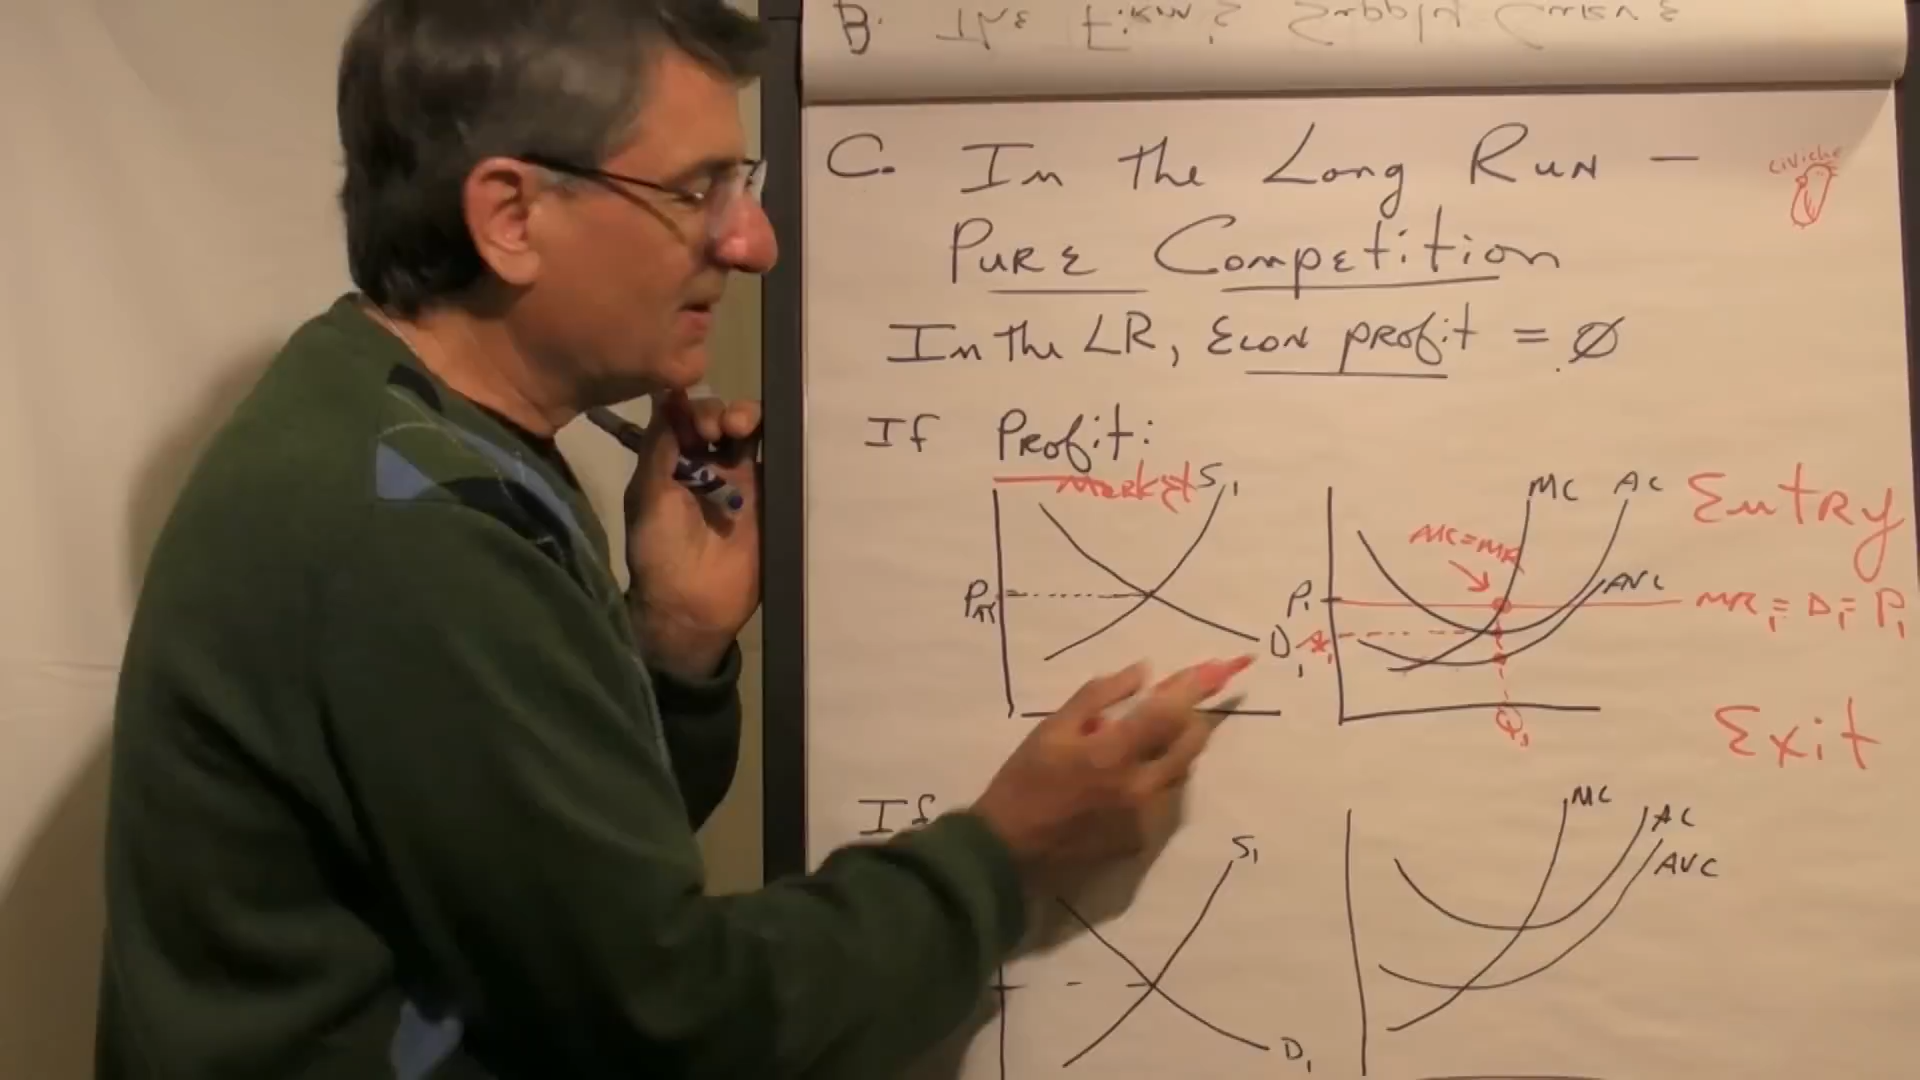 C. In the Long Run -
Pure Competition
In the LR, Econ profit = Ø
If Profit:
Market
S1
D1
MC
AC
AVC
MC=MR
P1
Q1
Entry
MR1 = D1 = P1
Exit
If
S1
D1
MC
AC
AVC